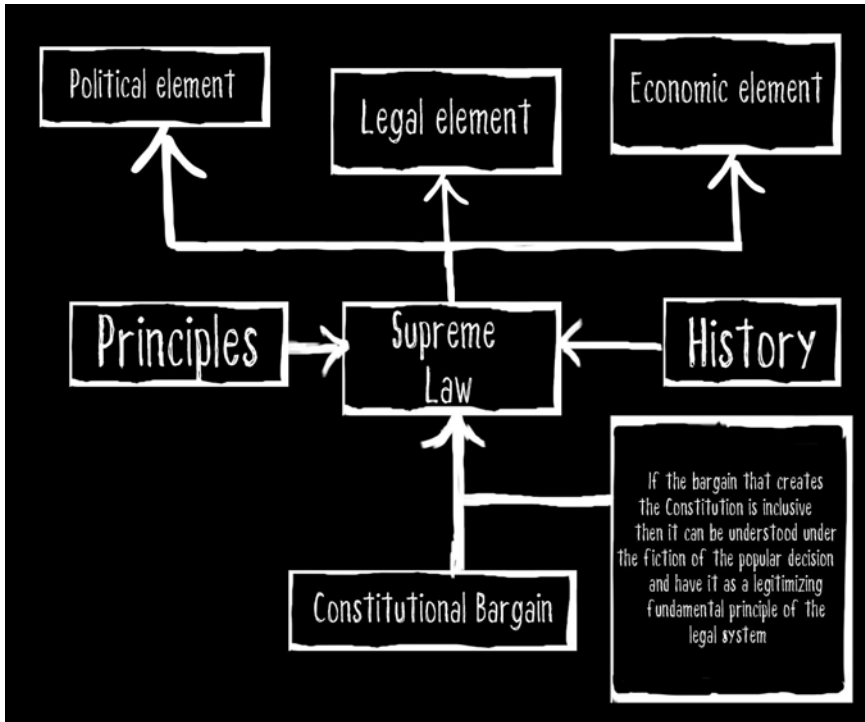 Political element
Legal element
Economic element
Principles
Supreme
Law
History
If the bargain that creates
the Constitution is inclusive
then it can be understood under
the fiction of the popular decision
and have it as a legitimizing
fundamental principle of the
legal system
Constitutional Bargain